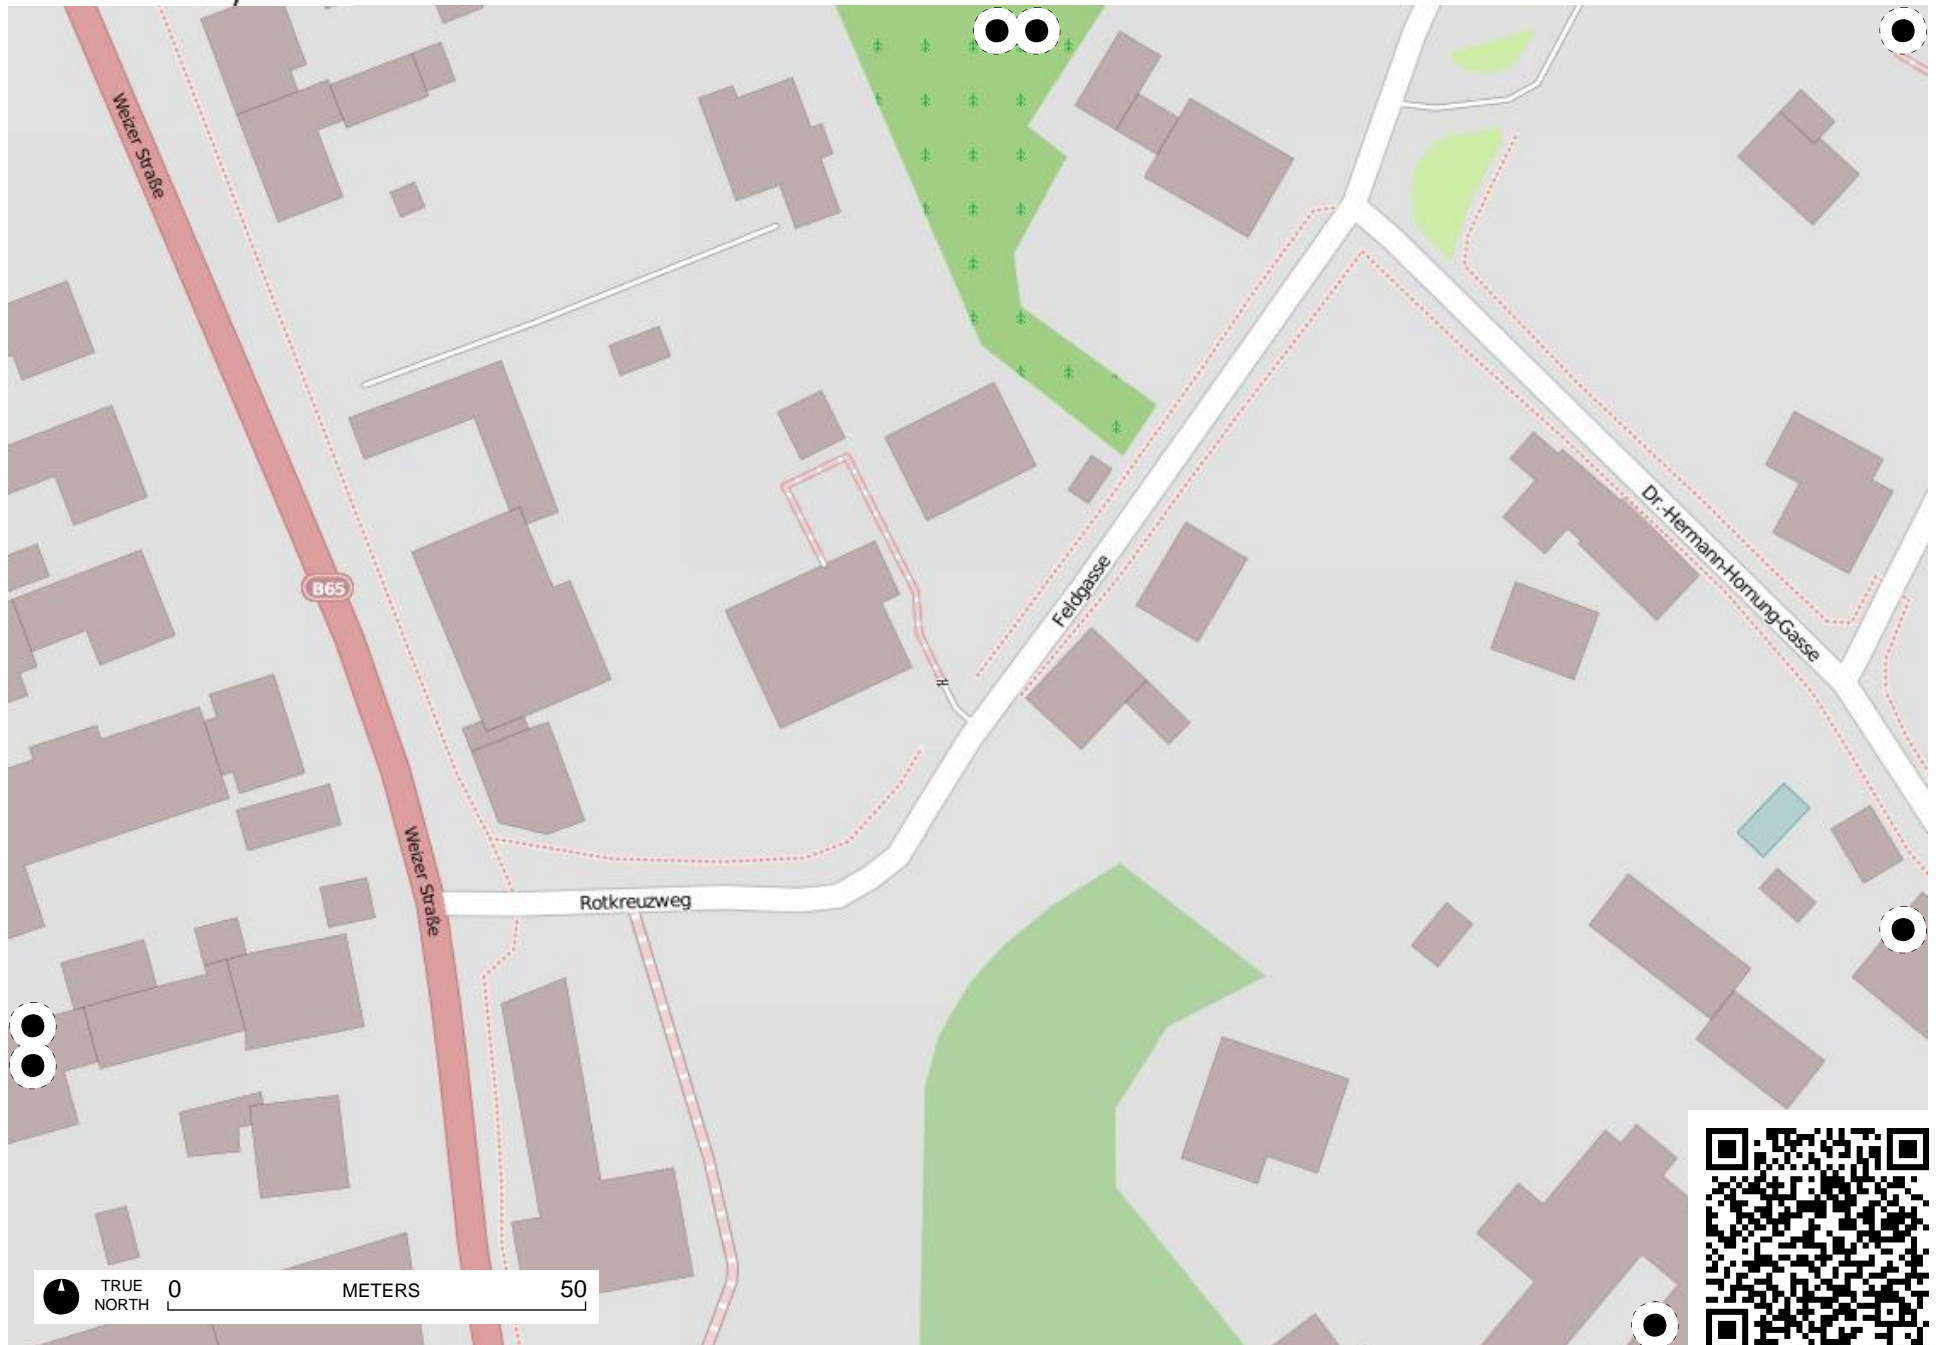 Weizer Straße
Dr.-Hermann-Hornung-Gasse
Feldgasse
B65
Weizer Straße
Rotkreuzweg
TRUE
NORTH
0 METERS 50